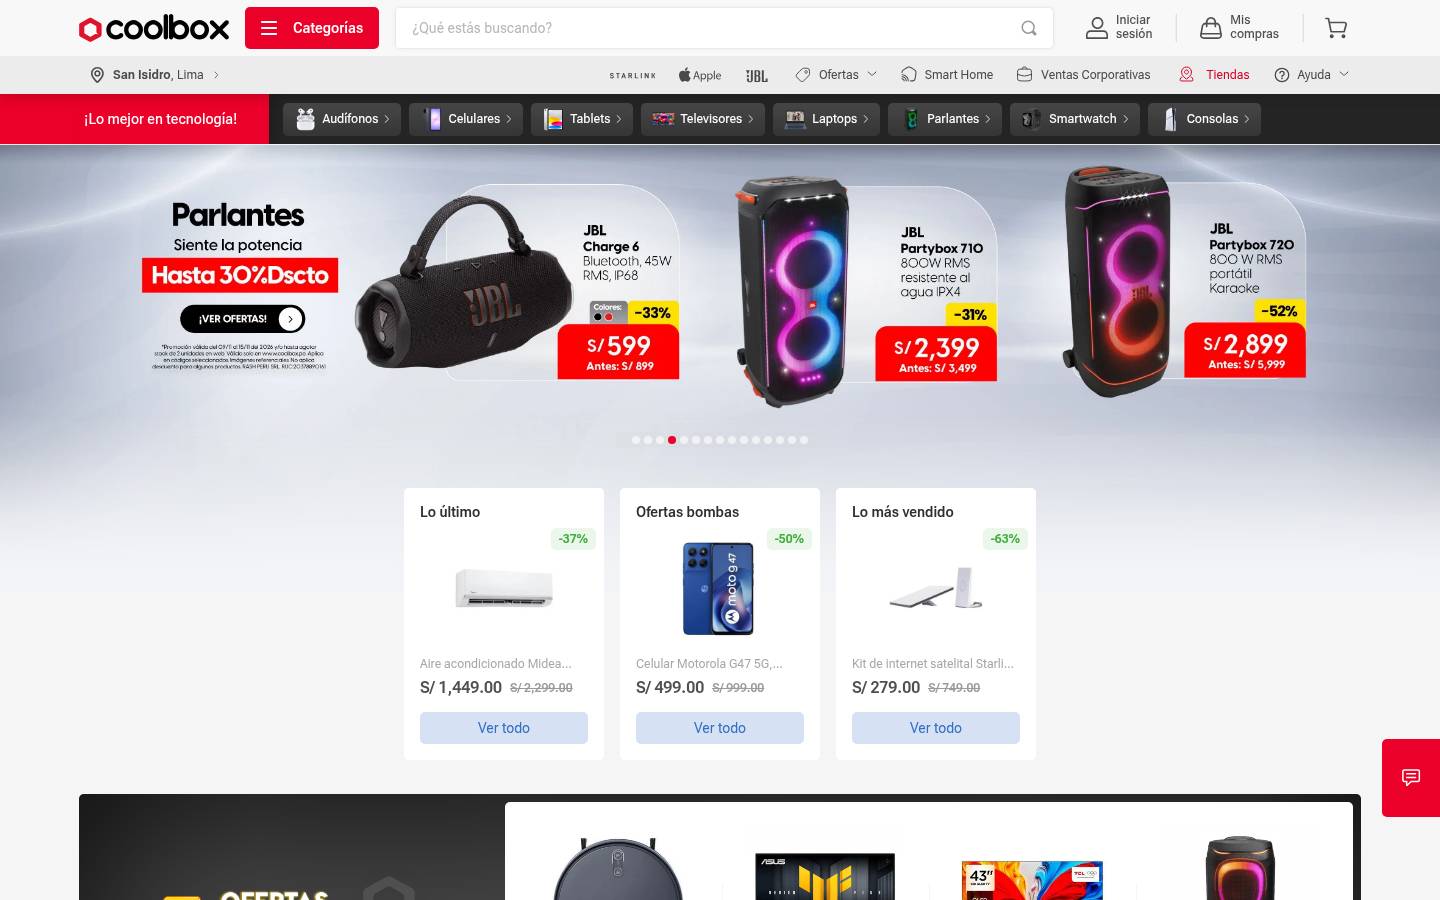 coolbox
Categorías
¿Qué estás buscando?
Iniciar
sesión
Mis
compras
San Isidro, Lima
STARLINK
Apple
JBL
Ofertas
Smart Home
Ventas Corporativas
Tiendas
Ayuda
¡Lo mejor en tecnología!
Audífonos
Celulares
Tablets
Televisores
Laptops
Parlantes
Smartwatch
Consolas
Parlantes
Siente la potencia
Hasta 30%Dscto
¡VER OFERTAS!
JBL
JBL
Charge 6
Bluetooth, 45W
RMS, IP68
Colores:
-33%
S/ 599
Antes: S/ 899
JBL
Partybox 710
800W RMS
resistente al
agua IPX4
-31%
S/ 2,399
Antes: S/ 3,499
JBL
Partybox 720
800 W RMS
portátil
Karaoke
-52%
S/ 2,899
Antes: S/ 5,999
Lo último
-37%
Aire acondicionado Midea...
S/ 1,449.00 S/ 2,299.00
Ver todo
Ofertas bombas
-50%
moto g 47
Celular Motorola G47 5G,...
S/ 499.00 S/ 999.00
Ver todo
Lo más vendido
-63%
Kit de internet satelital Starli...
S/ 279.00 S/ 749.00
Ver todo
OFERTAS
ASUS
43"
TCL